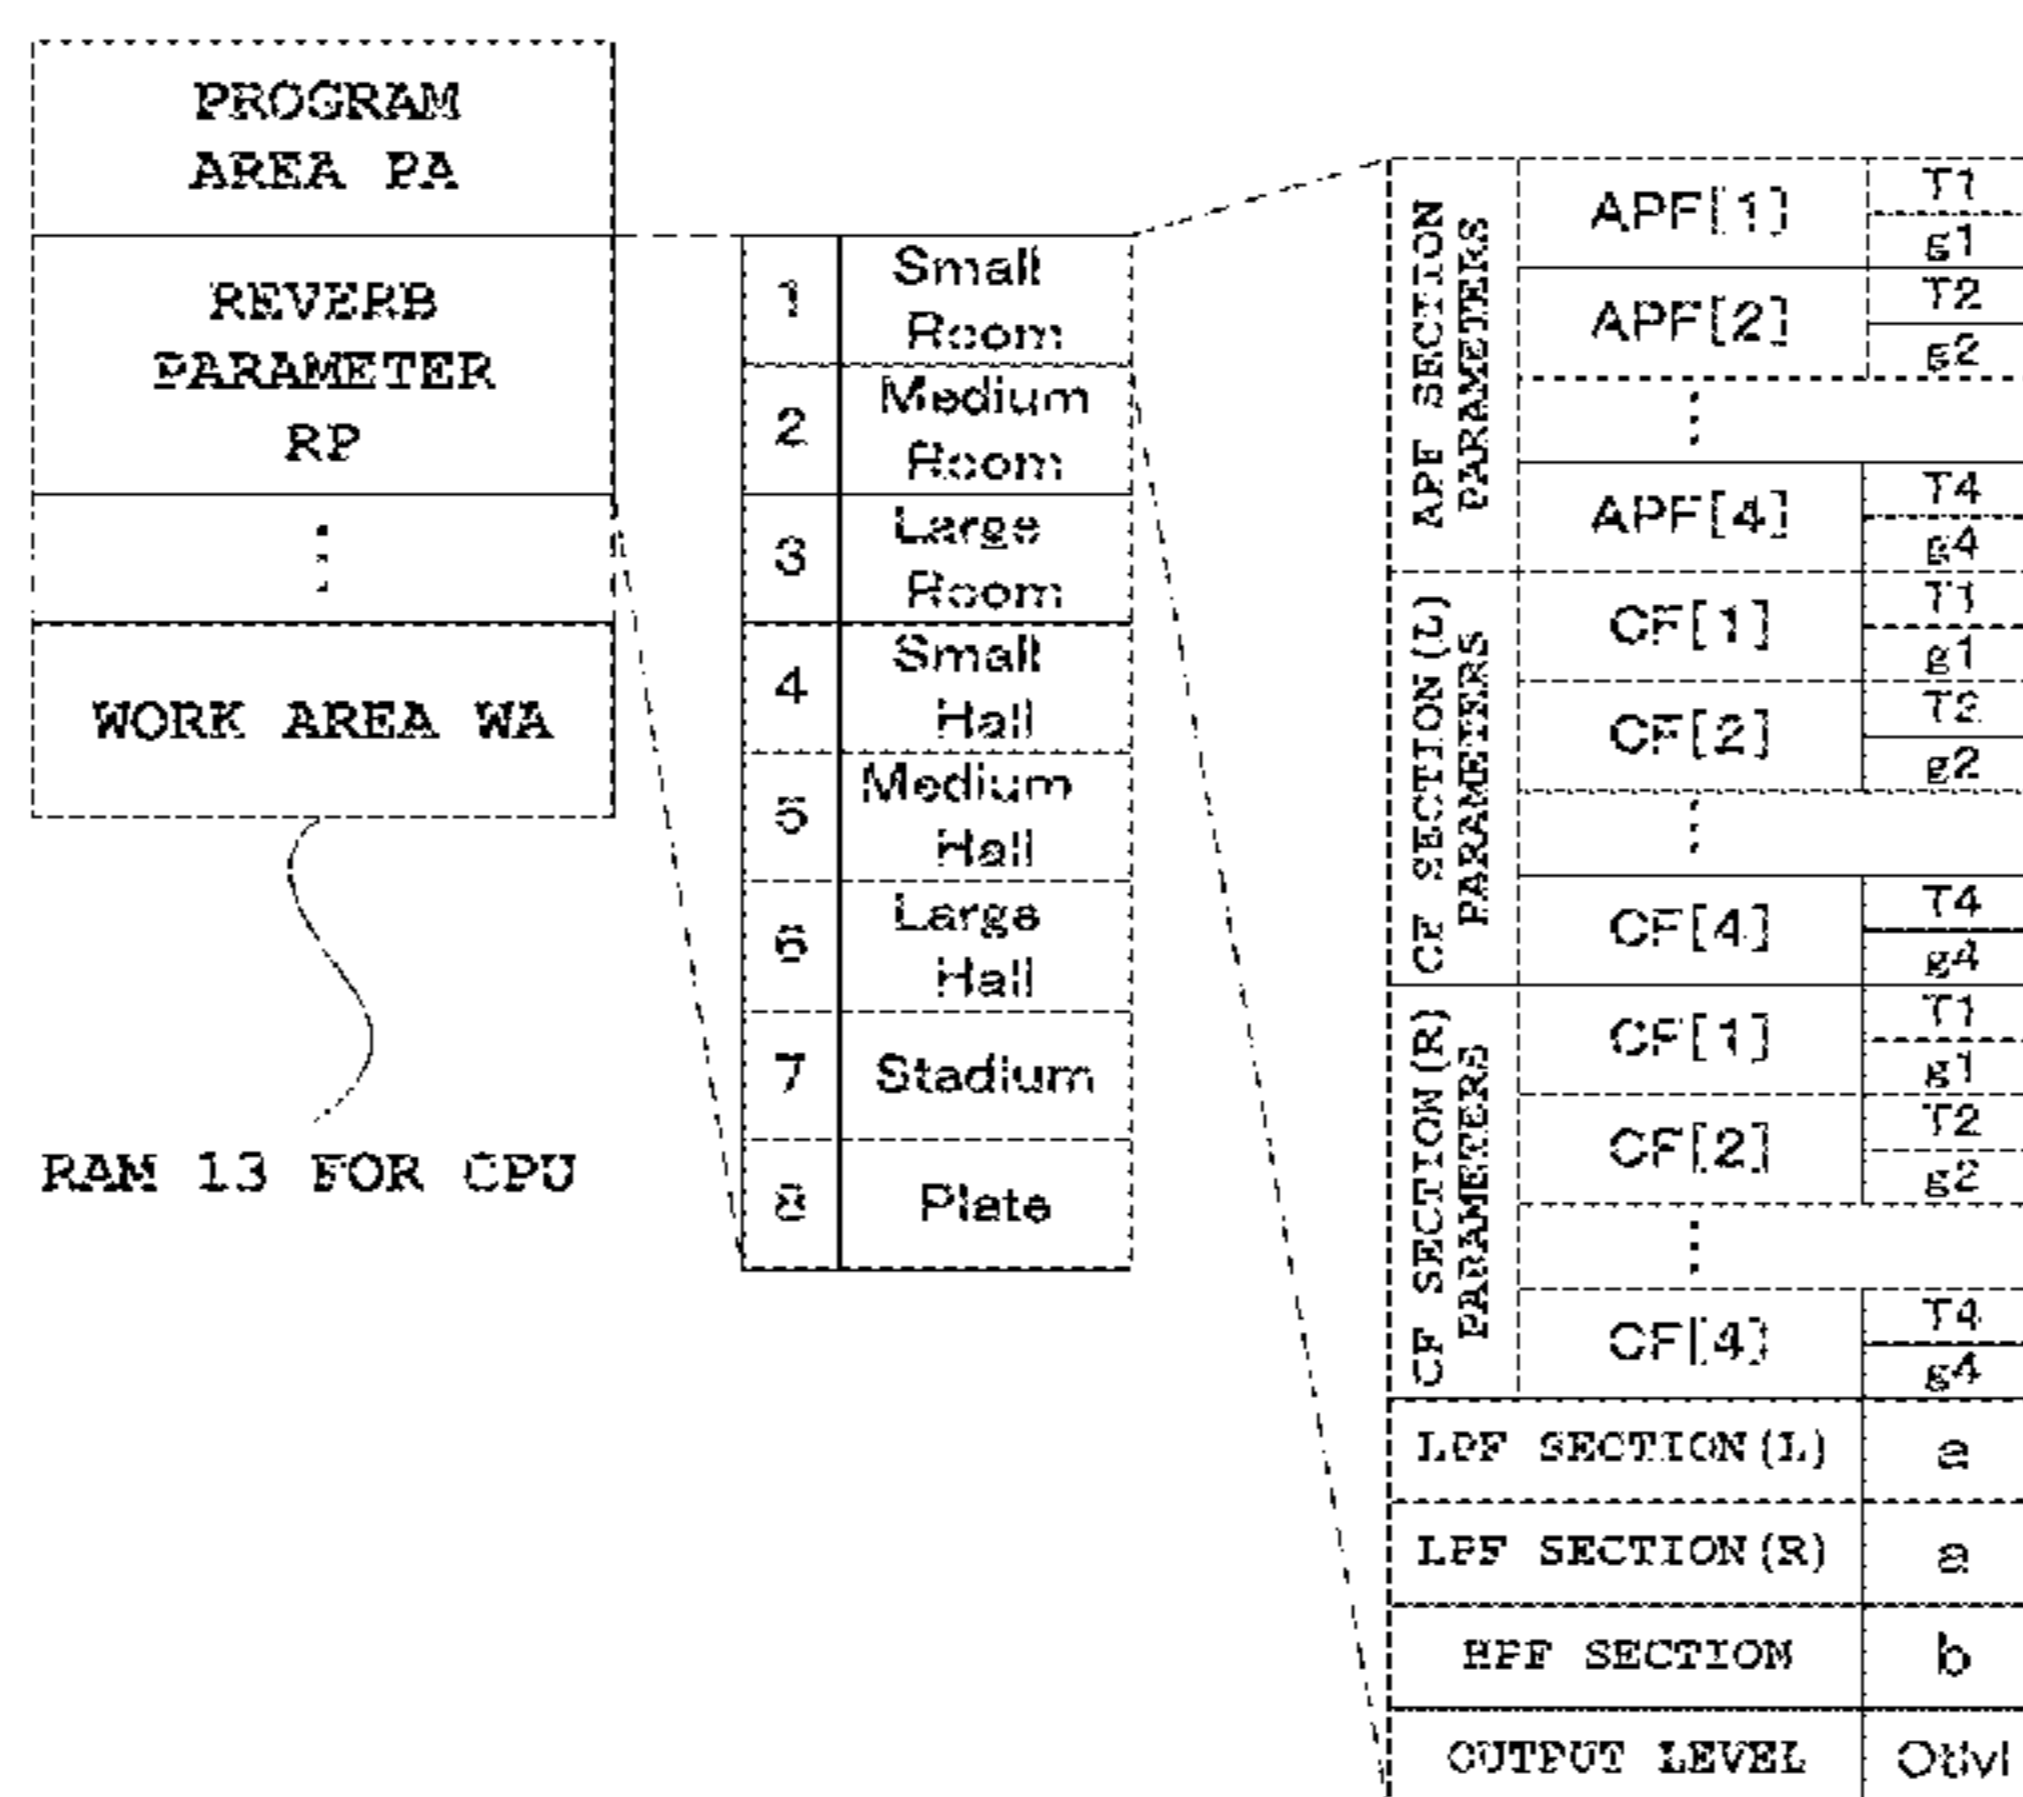 PROGRAM
AREA PA
REVERB
PARAMETER
RP
⋮
WORK AREA WA
RAM 13 FOR CPU
1 Small
Room
2 Medium
Room
3 Large
Room
4 Small
Hall
5 Medium
Hall
6 Large
Hall
7 Stadium
8 Plate
APF SECTION
PARAMETERS
APF[1] T1
g1
APF[2] T2
g2
⋮
APF[4] T4
g4
CF SECTION(L)
PARAMETERS
CF[1] T1
g1
CF[2] T2
g2
⋮
CF[4] T4
g4
CF SECTION(R)
PARAMETERS
CF[1] T1
g1
CF[2] T2
g2
⋮
CF[4] T4
g4
LPF SECTION(L) a
LPF SECTION(R) a
HPF SECTION b
OUTPUT LEVEL